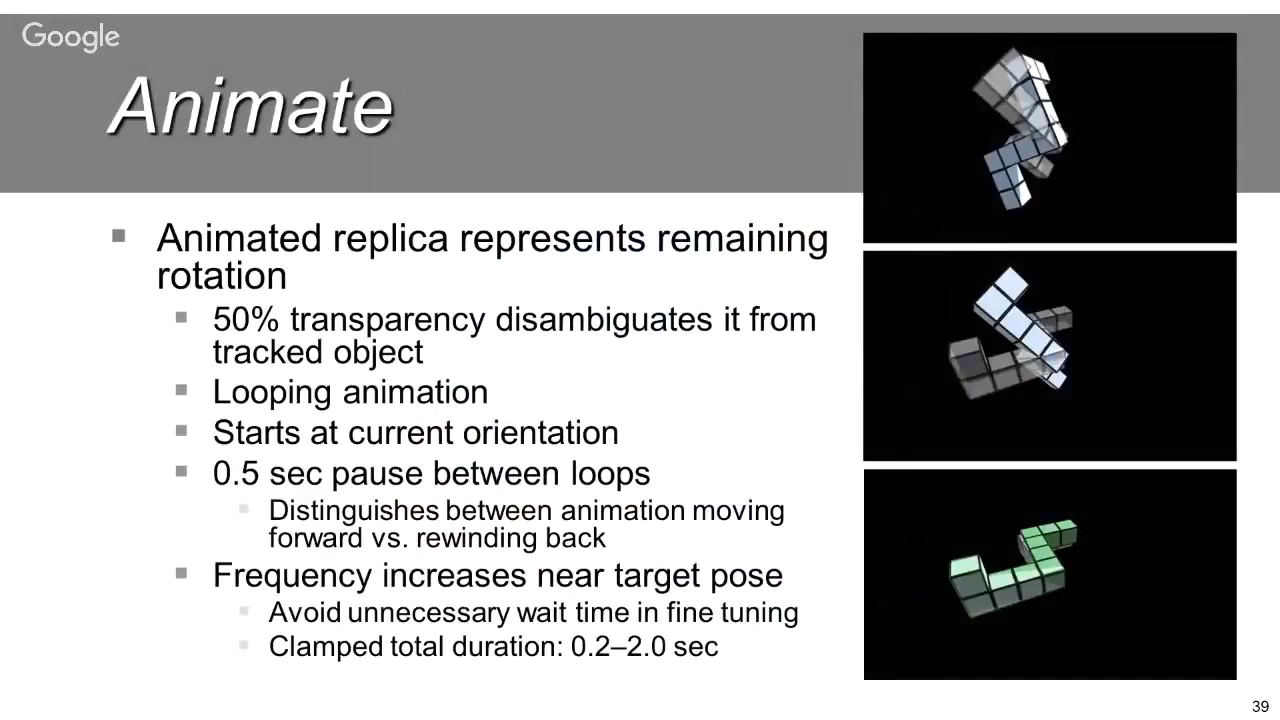 Google
Animate
Animated replica represents remaining
rotation
50% transparency disambiguates it from
tracked object
Looping animation
Starts at current orientation
0.5 sec pause between loops
Distinguishes between animation moving
forward vs. rewinding back
Frequency increases near target pose
Avoid unnecessary wait time in fine tuning
Clamped total duration: 0.2–2.0 sec
39